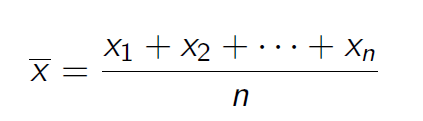 x̅ = (x₁ + x₂ + ⋯ + xₙ) / n